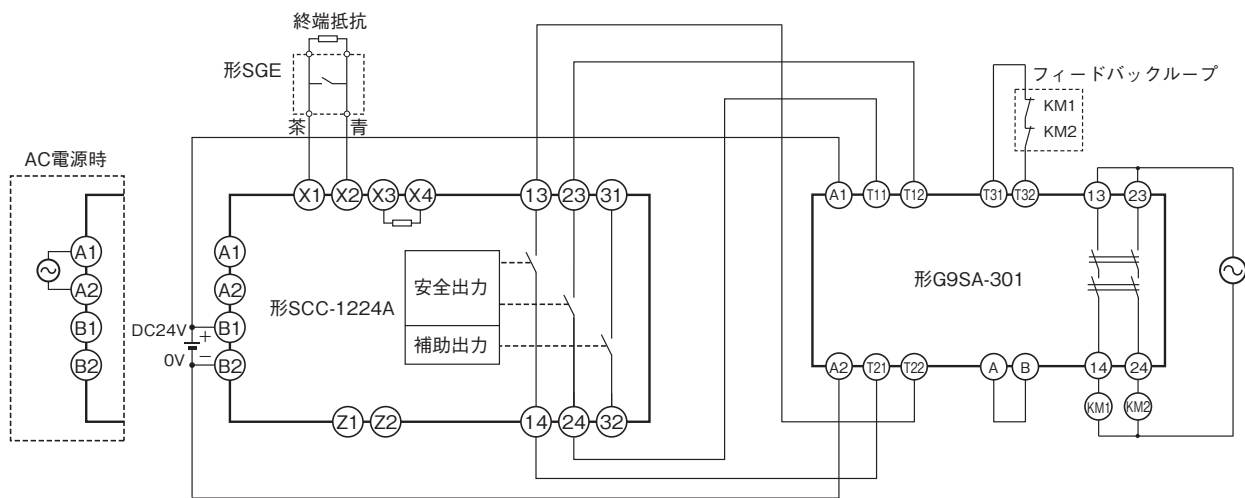 終端抵抗
形SGE
茶 青
フィードバックループ
KM1
KM2
AC電源時
X1 X2 X3 X4 13 23 31
A1 T11 T12 T31 T32 13 23
A1
A2
B1
B2
A1
A2
B1
B2
DC24V
+
0V
−
形SCC-1224A
安全出力
補助出力
形G9SA-301
A2 T21 T22 A B 14 24
KM1 KM2
Z1 Z2 14 24 32